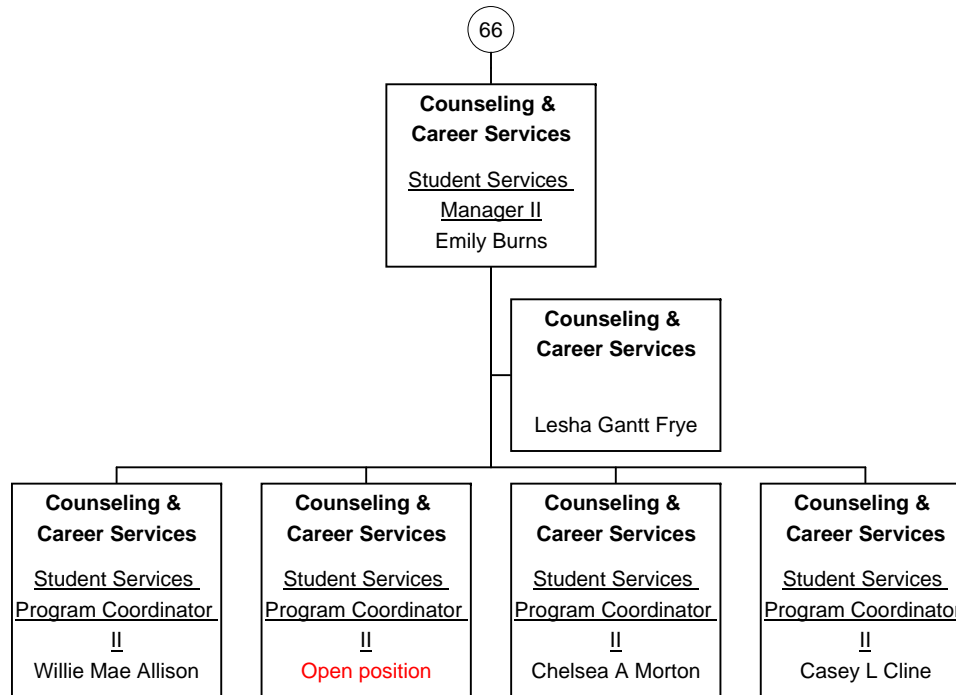 66
Counseling &
Career Services
Student Services
Manager II
Emily Burns
Counseling &
Career Services
Lesha Gantt Frye
Counseling &
Career Services
Student Services
Program Coordinator
II
Willie Mae Allison
Counseling &
Career Services
Student Services
Program Coordinator
II
Open position
Counseling &
Career Services
Student Services
Program Coordinator
II
Chelsea A Morton
Counseling &
Career Services
Student Services
Program Coordinator
II
Casey L Cline